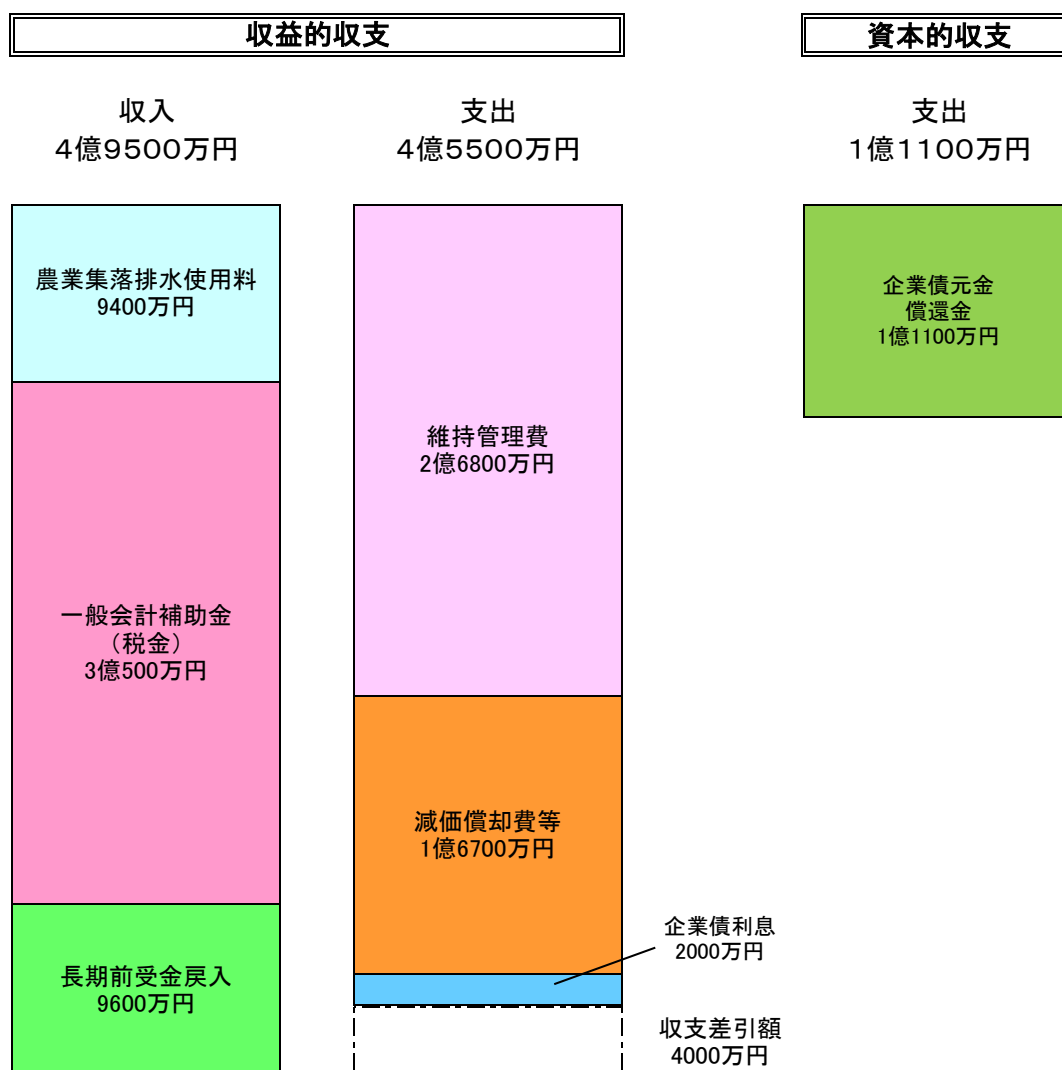 収益的収支
資本的収支
収入
4億9500万円
支出
4億5500万円
支出
1億1100万円
農業集落排水使用料
9400万円
一般会計補助金
（税金）
3億500万円
長期前受金戻入
9600万円
維持管理費
2億6800万円
減価償却費等
1億6700万円
企業債利息
2000万円
収支差引額
4000万円
企業債元金
償還金
1億1100万円